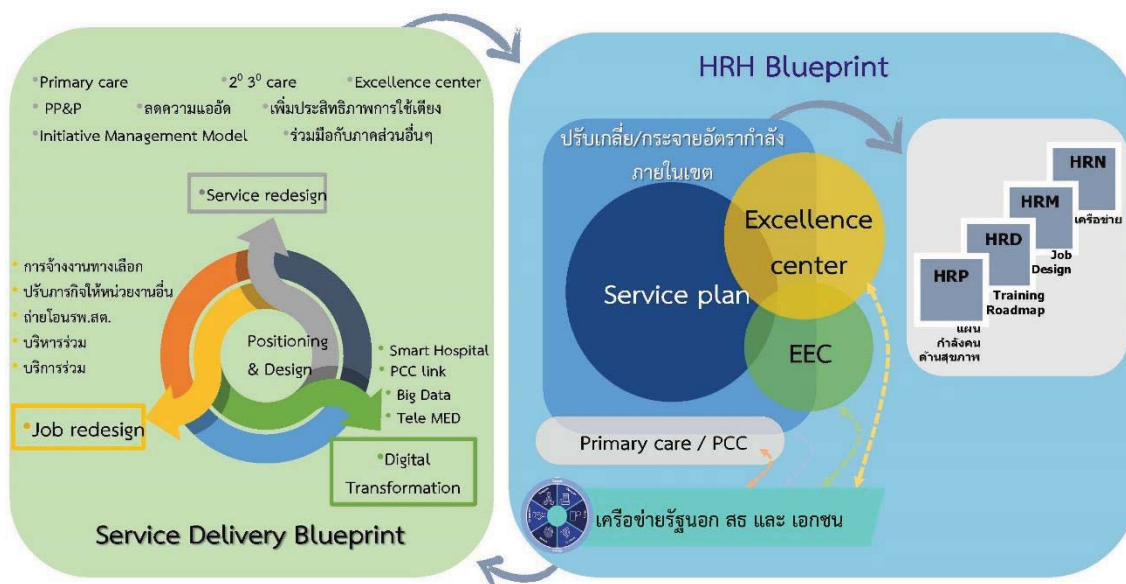 •Primary care •2⁰ 3⁰ care •Excellence center
•PP&P •ลดความแออัด •เพิ่มประสิทธิภาพการใช้เตียง
•Initiative Management Model •ร่วมมือกับภาคส่วนอื่นๆ
•Service redesign
•การจ้างงานทางเลือก
•ปรับภารกิจให้หน่วยงานอื่น
•ถ่ายโอนรพ.สต.
•บริหารร่วม
•บริการร่วม
Positioning
& Design
•Smart Hospital
•PCC link
•Big Data
•Tele MED
•Job redesign
•Digital
Transformation
Service Delivery Blueprint
HRH Blueprint
ปรับเกลี่ย/กระจายอัตรากำลัง
ภายในเขต
Service plan
Excellence
center
EEC
Primary care / PCC
เครือข่ายรัฐนอก สธ และ เอกชน
HRN
เครือข่าย
HRM
Job
Design
HRD
Training
Roadmap
HRP
แผน
กำลังคน
ด้านสุขภาพ